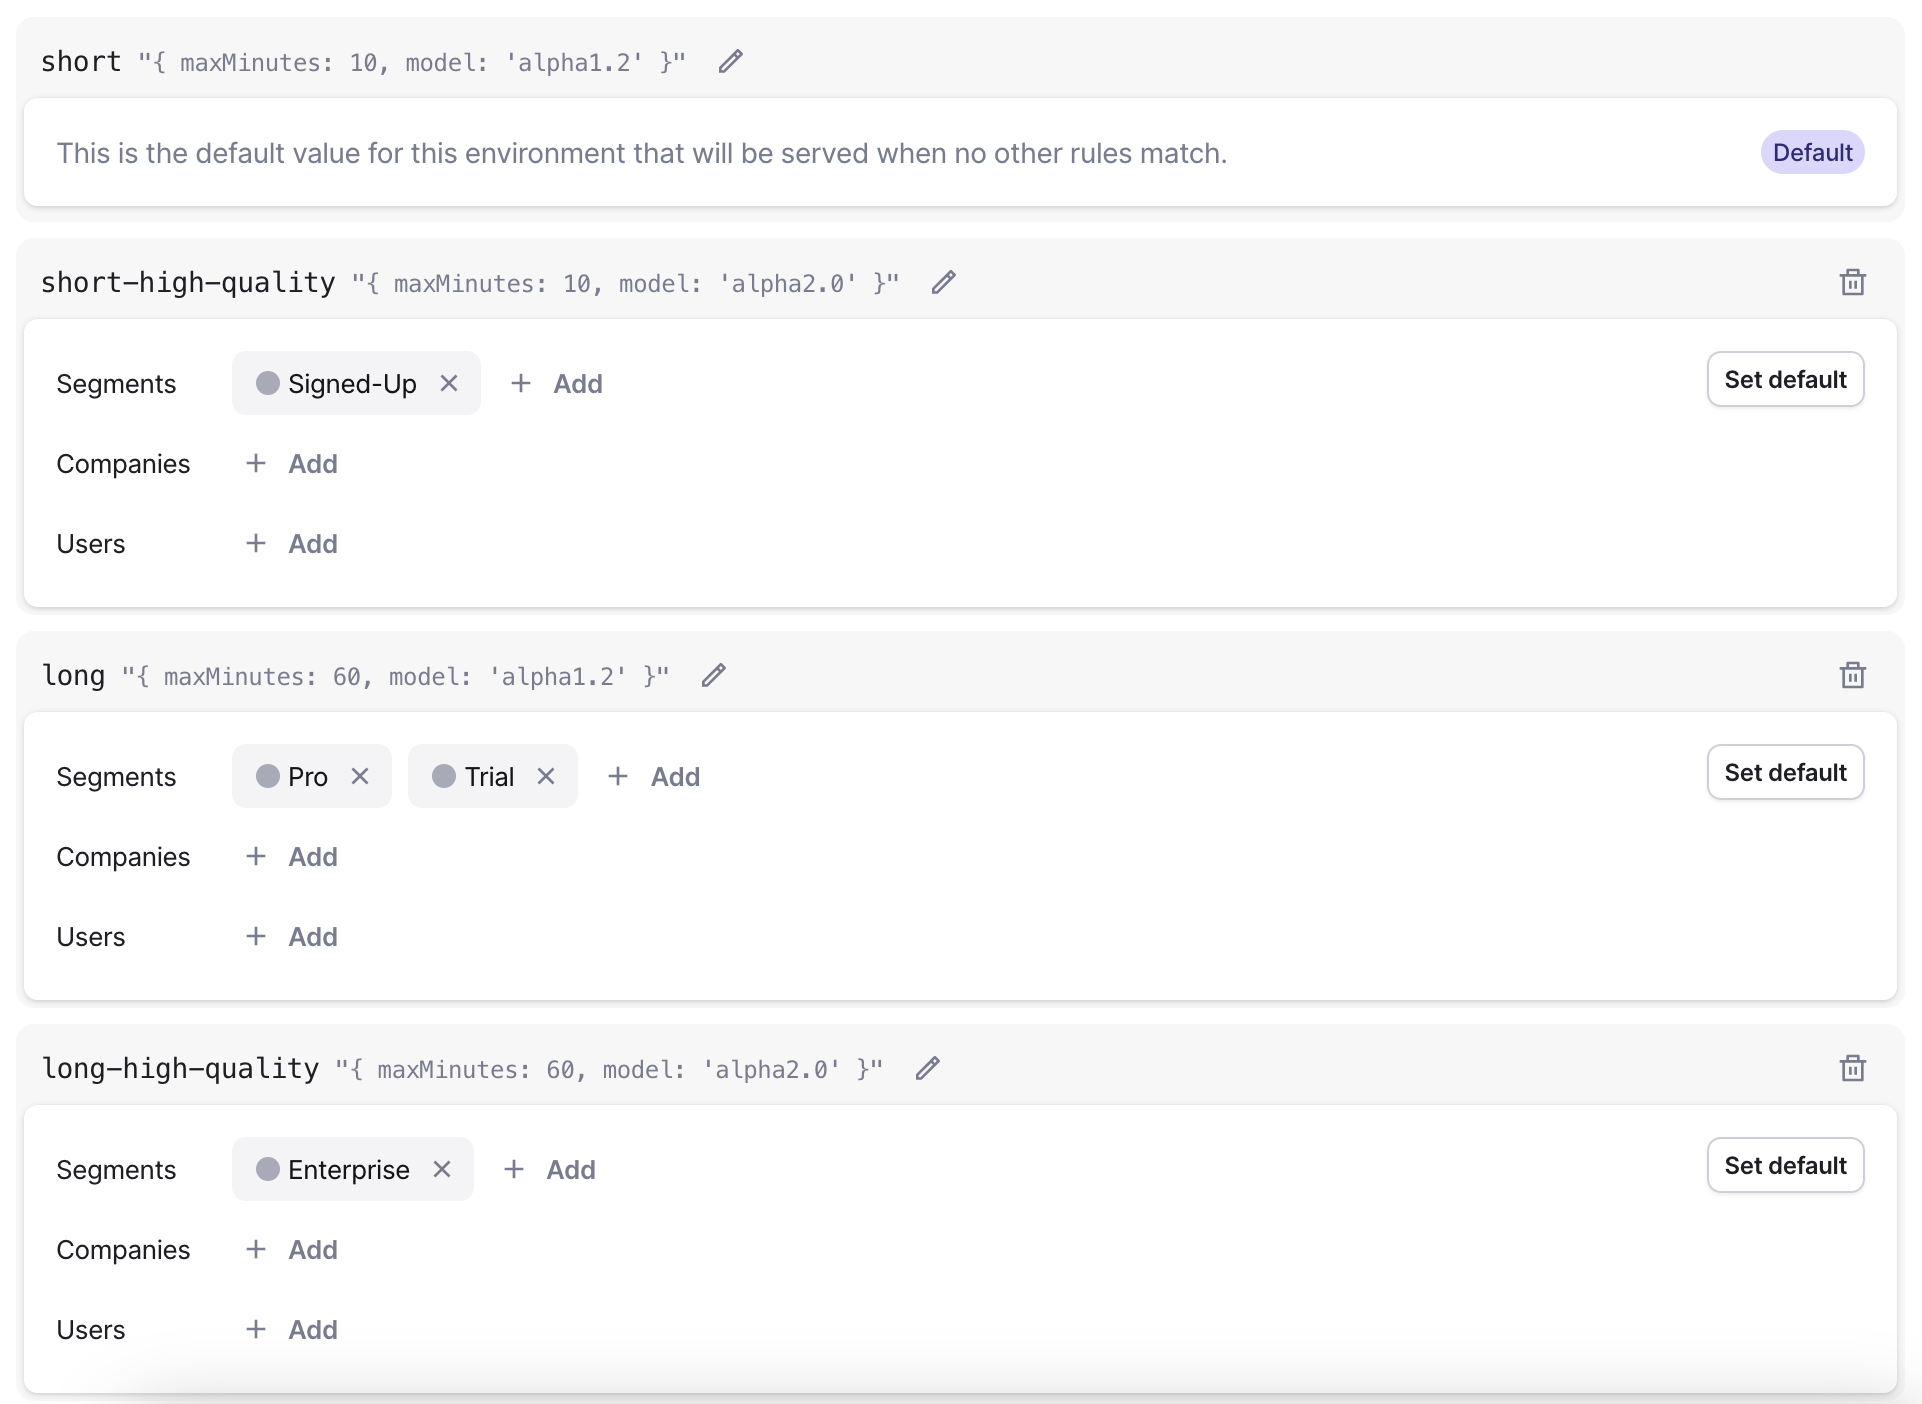 short "{ maxMinutes: 10, model: 'alpha1.2' }"
This is the default value for this environment that will be served when no other rules match. Default
short-high-quality "{ maxMinutes: 10, model: 'alpha2.0' }"
Segments Signed-Up Add Set default
Companies Add
Users Add
long "{ maxMinutes: 60, model: 'alpha1.2' }"
Segments Pro Trial Add Set default
Companies Add
Users Add
long-high-quality "{ maxMinutes: 60, model: 'alpha2.0' }"
Segments Enterprise Add Set default
Companies Add
Users Add